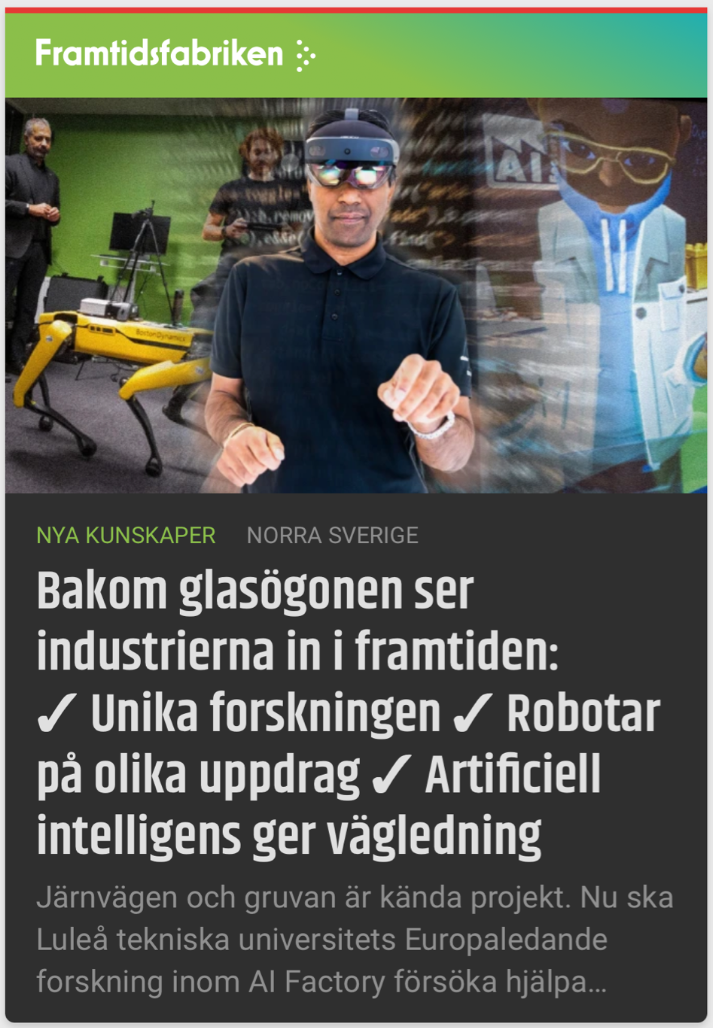 Framtidsfabriken
AI
BostonDynamics
NYA KUNSKAPER NORRA SVERIGE
Bakom glasögonen ser
industrierna in i framtiden:
✓ Unika forskningen ✓ Robotar
på olika uppdrag ✓ Artificiell
intelligens ger vägledning
Järnvägen och gruvan är kända projekt. Nu ska
Luleå tekniska universitets Europaledande
forskning inom AI Factory försöka hjälpa...